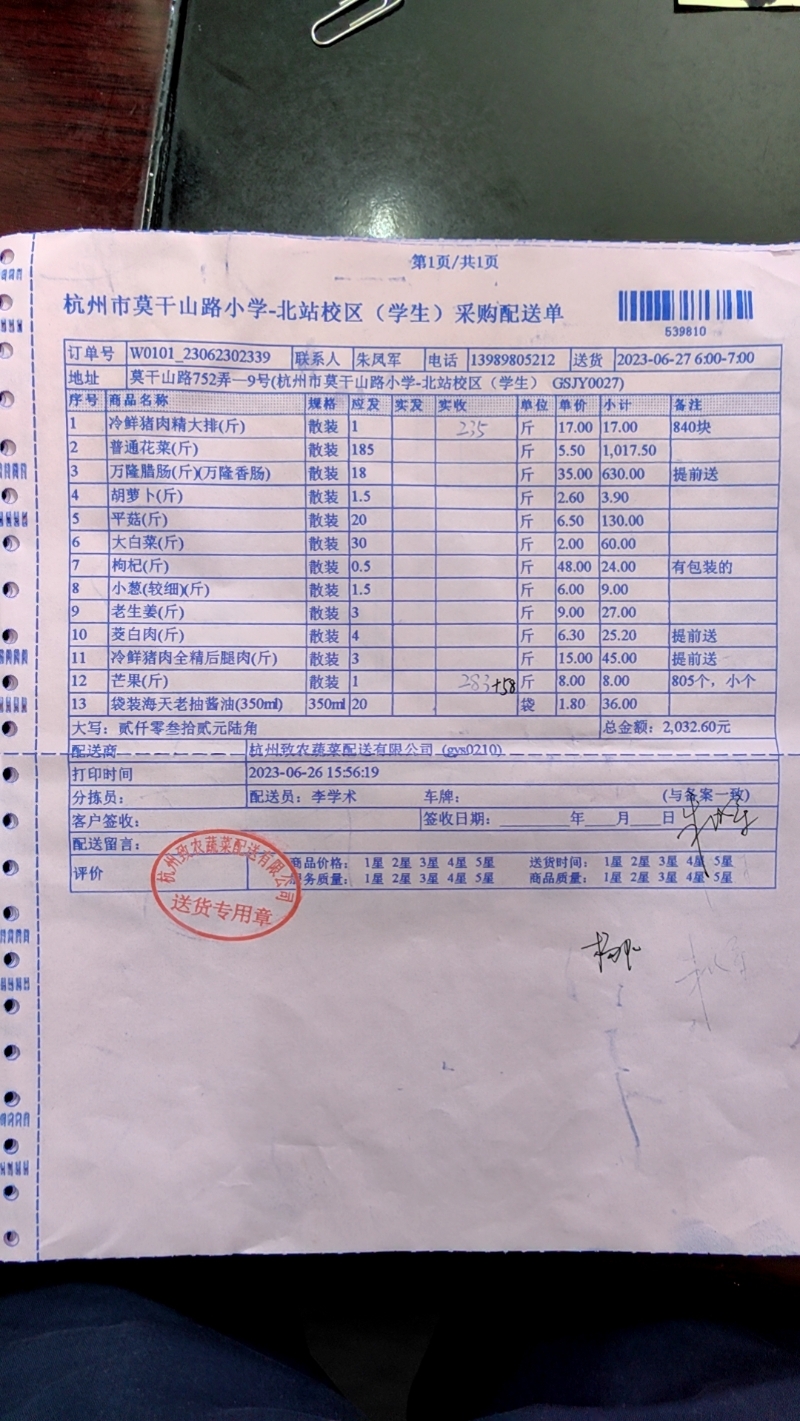 第1页/共1页
杭州市莫干山路小学-北站校区（学生）采购配送单
539810
订单号 W0101_23062302339 联系人 朱凤军 电话 13989805212 送货 2023-06-27 6:00-7:00
地址 莫干山路752弄一9号(杭州市莫干山路小学-北站校区（学生） GSJY0027)
序号 商品名称 规格 应发 实发 实收 单位 单价 小计 备注
1 冷鲜猪肉精大排(斤) 散装 1 235 斤 17.00 17.00 840块
2 普通花菜(斤) 散装 185 斤 5.50 1,017.50
3 万隆腊肠(斤)(万隆香肠) 散装 18 斤 35.00 630.00 提前送
4 胡萝卜(斤) 散装 1.5 斤 2.60 3.90
5 平菇(斤) 散装 20 斤 6.50 130.00
6 大白菜(斤) 散装 30 斤 2.00 60.00
7 枸杞(斤) 散装 0.5 斤 48.00 24.00 有包装的
8 小葱(较细)(斤) 散装 1.5 斤 6.00 9.00
9 老生姜(斤) 散装 3 斤 9.00 27.00
10 茭白肉(斤) 散装 4 斤 6.30 25.20 提前送
11 冷鲜猪肉全精后腿肉(斤) 散装 3 斤 15.00 45.00 提前送
12 芒果(斤) 散装 1 283+58 斤 8.00 8.00 805个，小个
13 袋装海天老抽酱油(350ml) 350ml 20 袋 1.80 36.00
大写：贰仟零叁拾贰元陆角 总金额：2,032.60元
配送商 杭州致农蔬菜配送有限公司 (gys0210)
打印时间 2023-06-26 15:56:19
分拣员： 配送员：李学术 车牌： (与备案一致)
客户签收： 签收日期：______年___月___日
配送留言：
评价 商品价格： 1星 2星 3星 4星 5星 送货时间： 1星 2星 3星 4星 5星
务质量： 1星 2星 3星 4星 5星 商品质量： 1星 2星 3星 4星 5星
杭州致农蔬菜配送有限公司
送货专用章